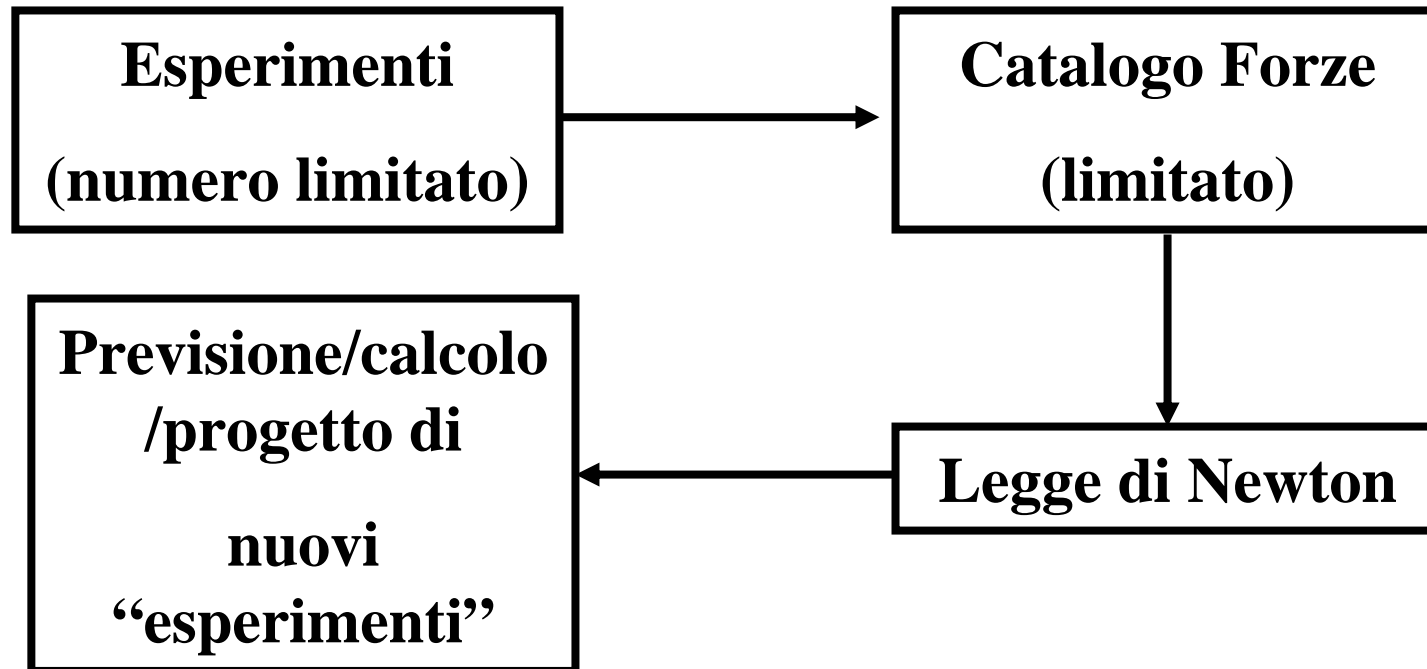 Esperimenti
(numero limitato)
Catalogo Forze
(limitato)
Legge di Newton
Previsione/calcolo
/progetto di
nuovi
“esperimenti”